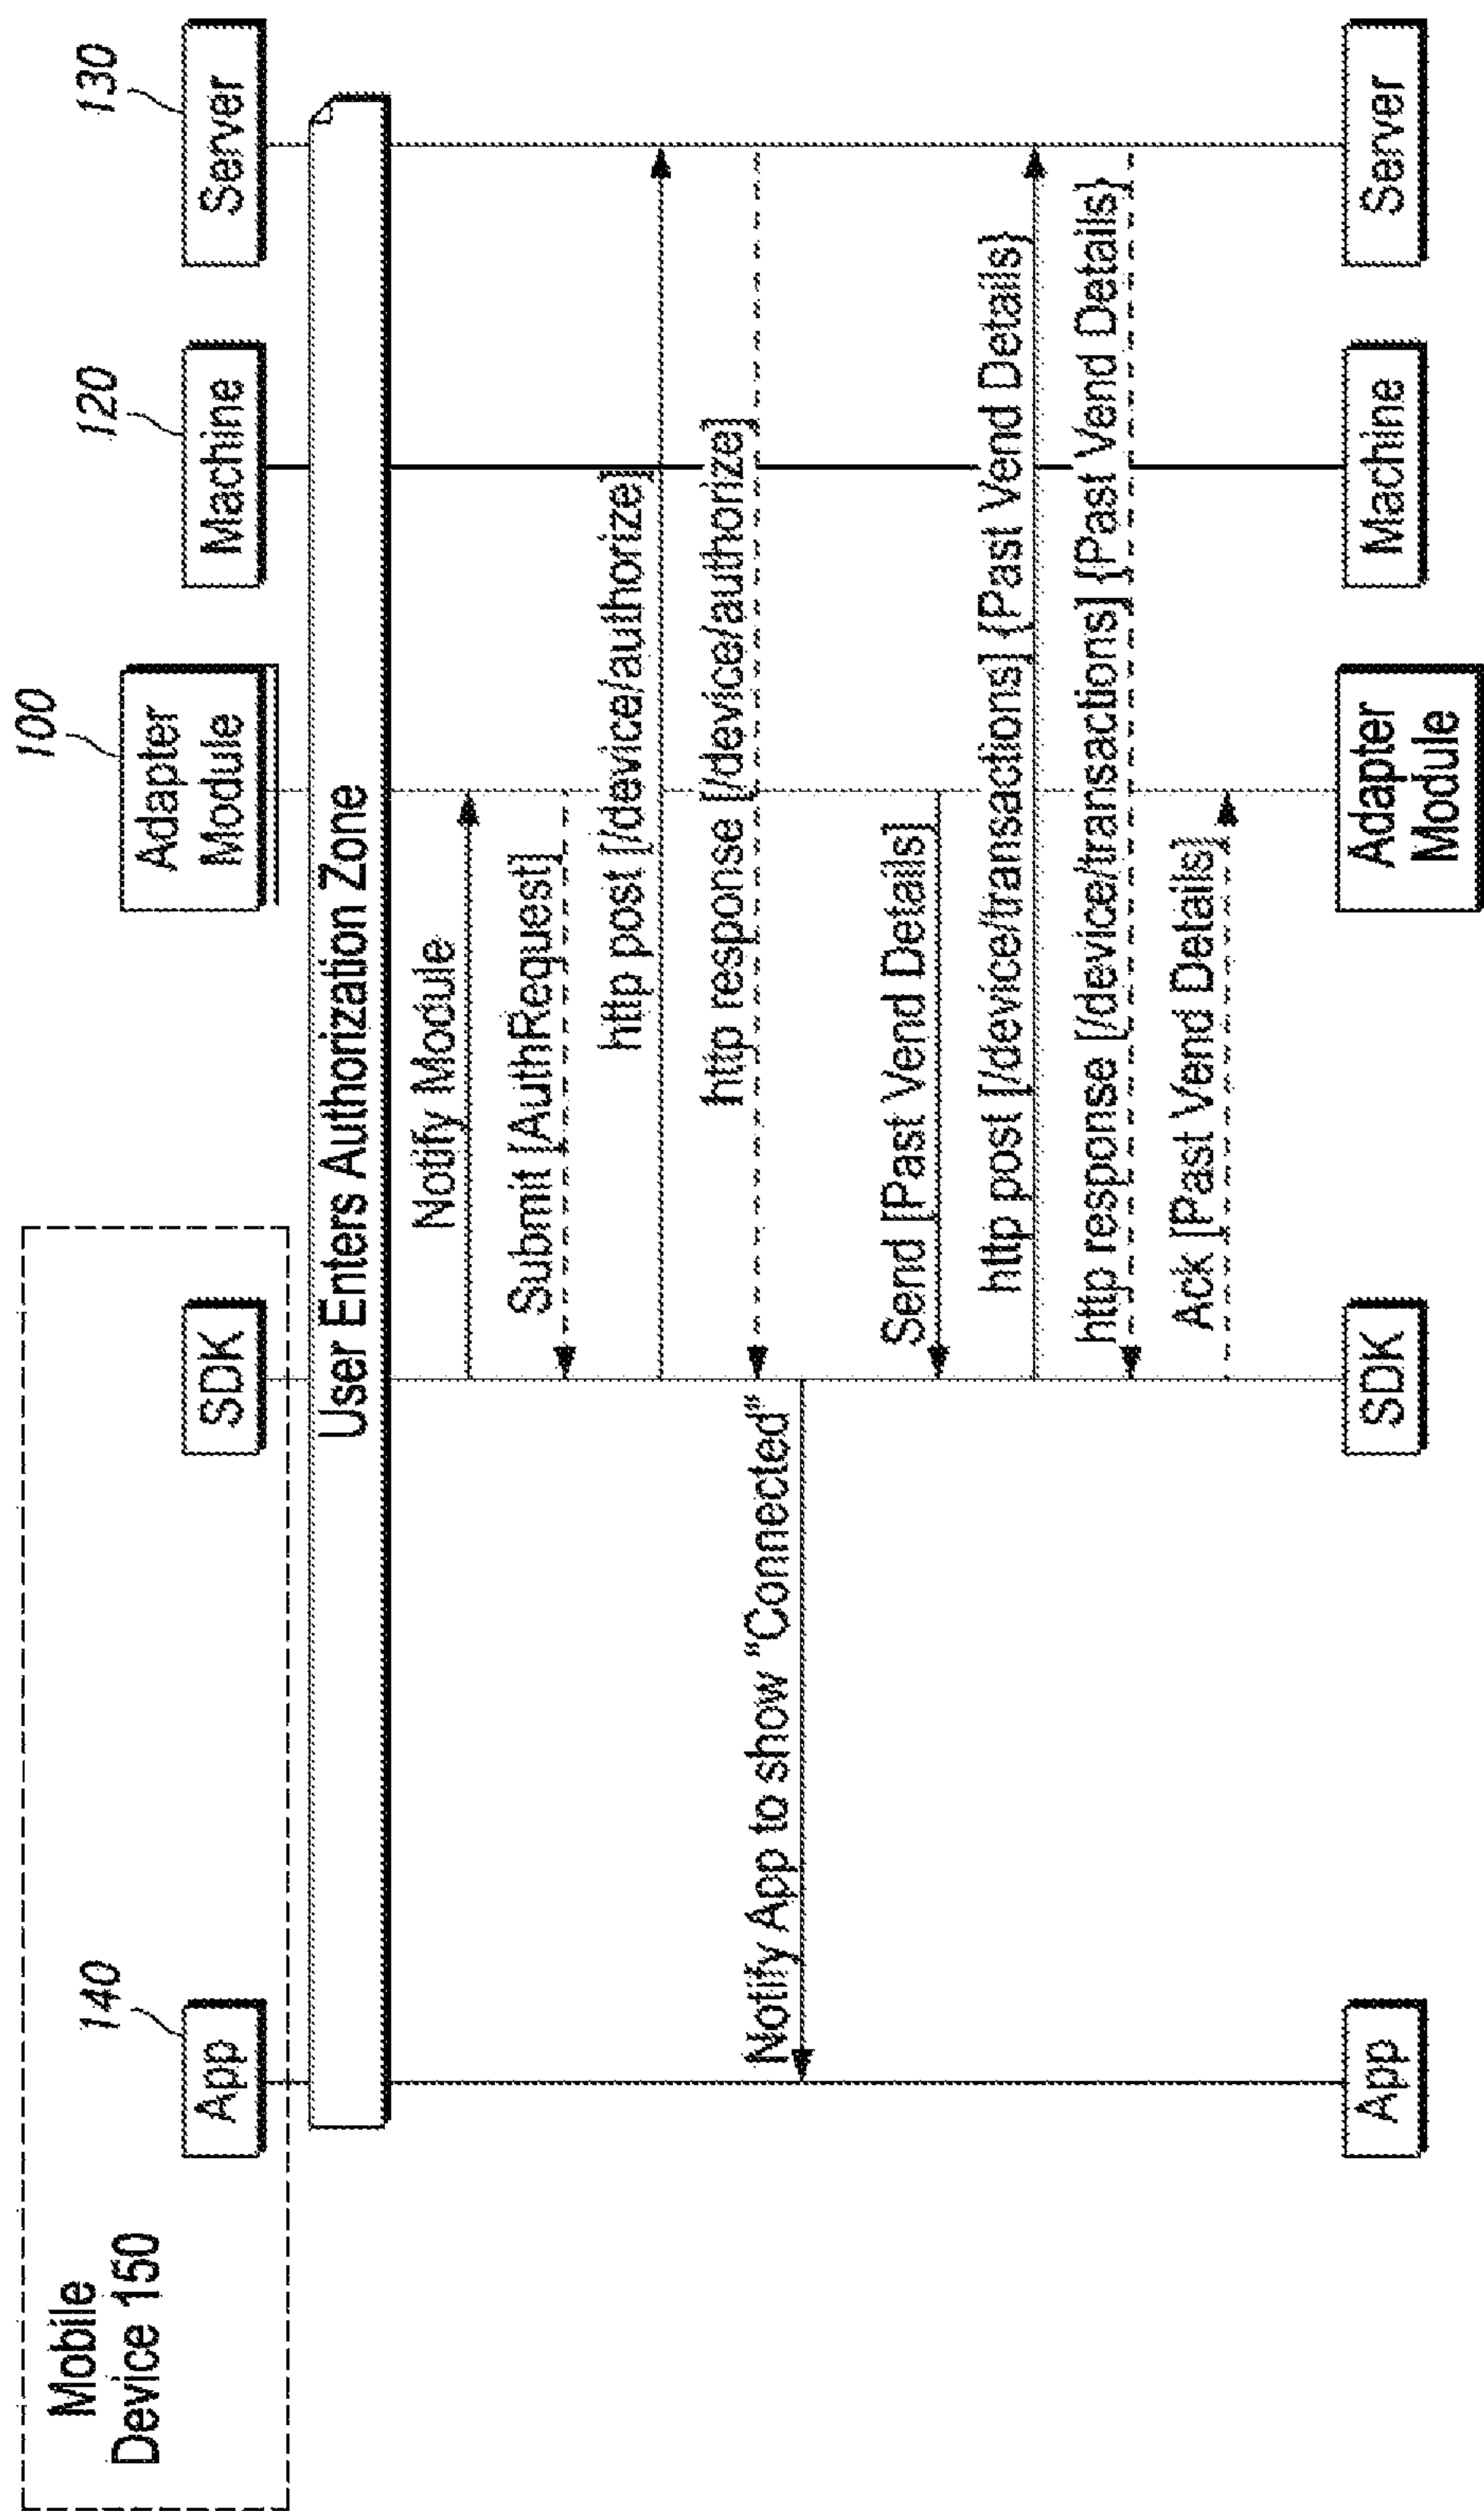 Mobile
Device 150
140
App
SDK
100
Adapter
Module
120
Machine
130
Server
User Enters Authorization Zone
Notify Module
Submit [AuthRequest]
http post [/device/authorize]
http response [/device/authorize]
Notify App to show "Connected"
Send [Past Vend Details]
http post [/device/transactions] {Past Vend Details}
http response [/device/transactions] {Past Vend Details}
Ack [Past Vend Details]
App
SDK
Adapter
Module
Machine
Server